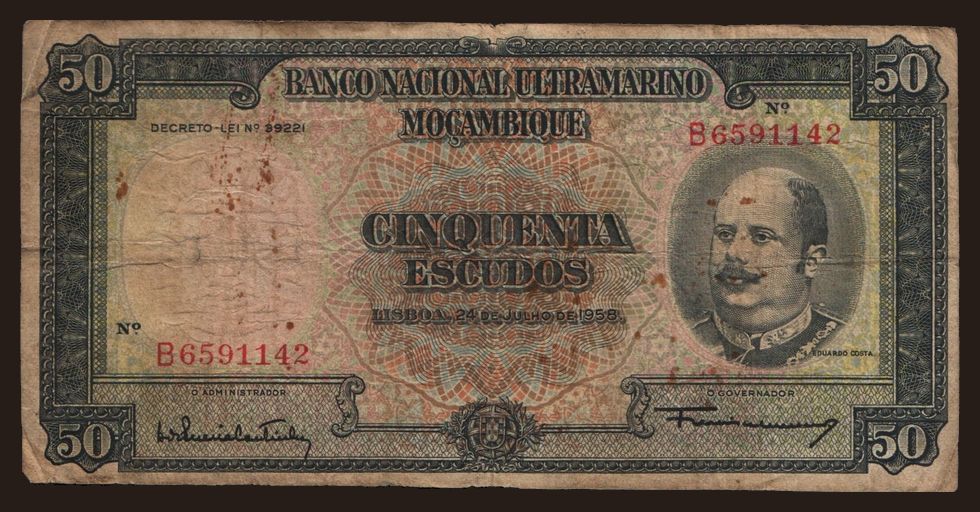 50 50
BANCO NACIONAL ULTRAMARINO
Nº
DECRETO-LEI Nº 39221
MOÇAMBIQUE
B6591142
CINQUENTA
ESCUDOS
LISBOA, 24 DE JULHO DE 1958.
Nº
B6591142
EDUARDO COSTA
O ADMINISTRADOR
O GOVERNADOR
50 50